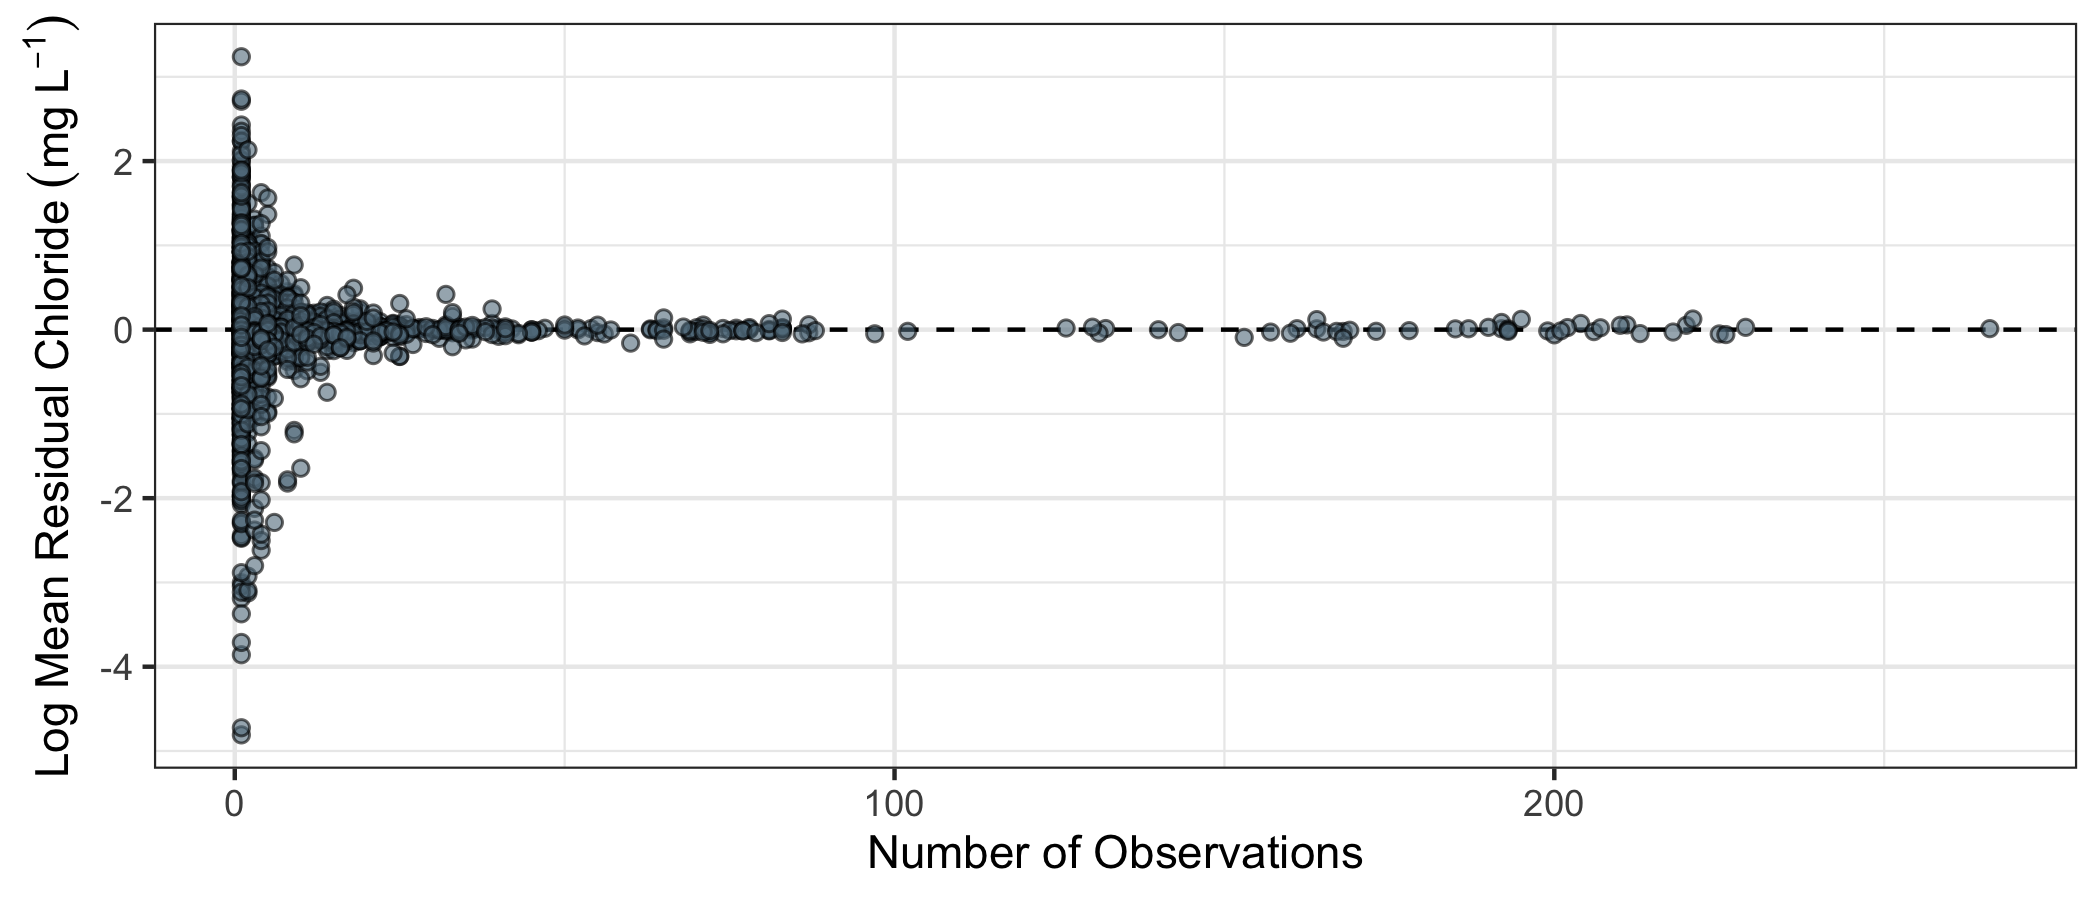 Log Mean Residual Chloride (mg L⁻¹)
2
0
-2
-4
0 100 200
Number of Observations